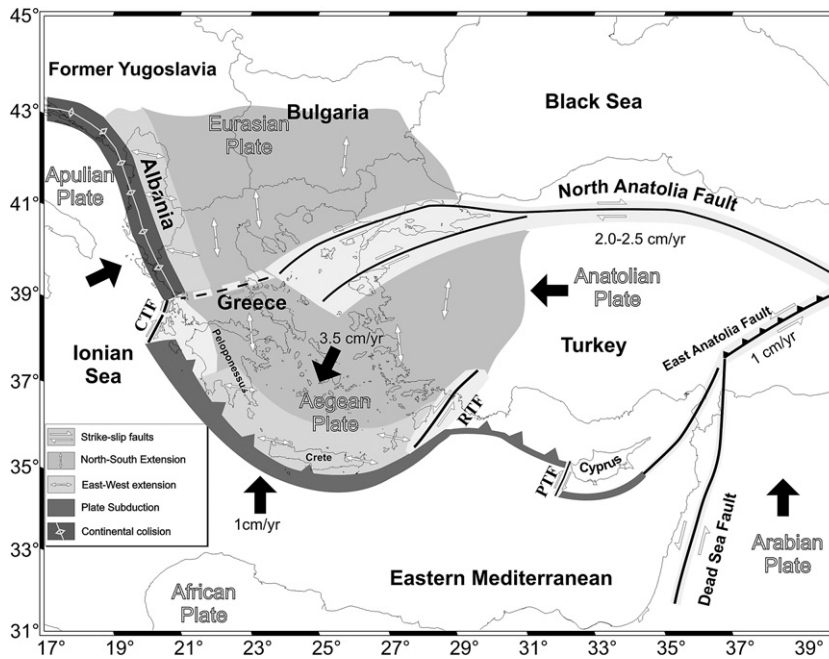 45°
43°
41°
39°
37°
35°
33°
31°
17°
19°
21°
23°
25°
27°
29°
31°
33°
35°
37°
39°
Former Yugoslavia
Bulgaria
Black Sea
Eurasian
Plate
Albania
Apulian
Plate
North Anatolia Fault
2.0-2.5 cm/yr
Anatolian
Plate
Greece
CTF
Ionian
Sea
Peloponessus
3.5 cm/yr
Turkey
East Anatolia Fault
1 cm/yr
Aegean
Plate
RTF
Crete
PTF
Cyprus
1cm/yr
Dead Sea Fault
Arabian
Plate
Eastern Mediterranean
African
Plate
Strike-slip faults
North-South Extension
East-West extension
Plate Subduction
Continental colision